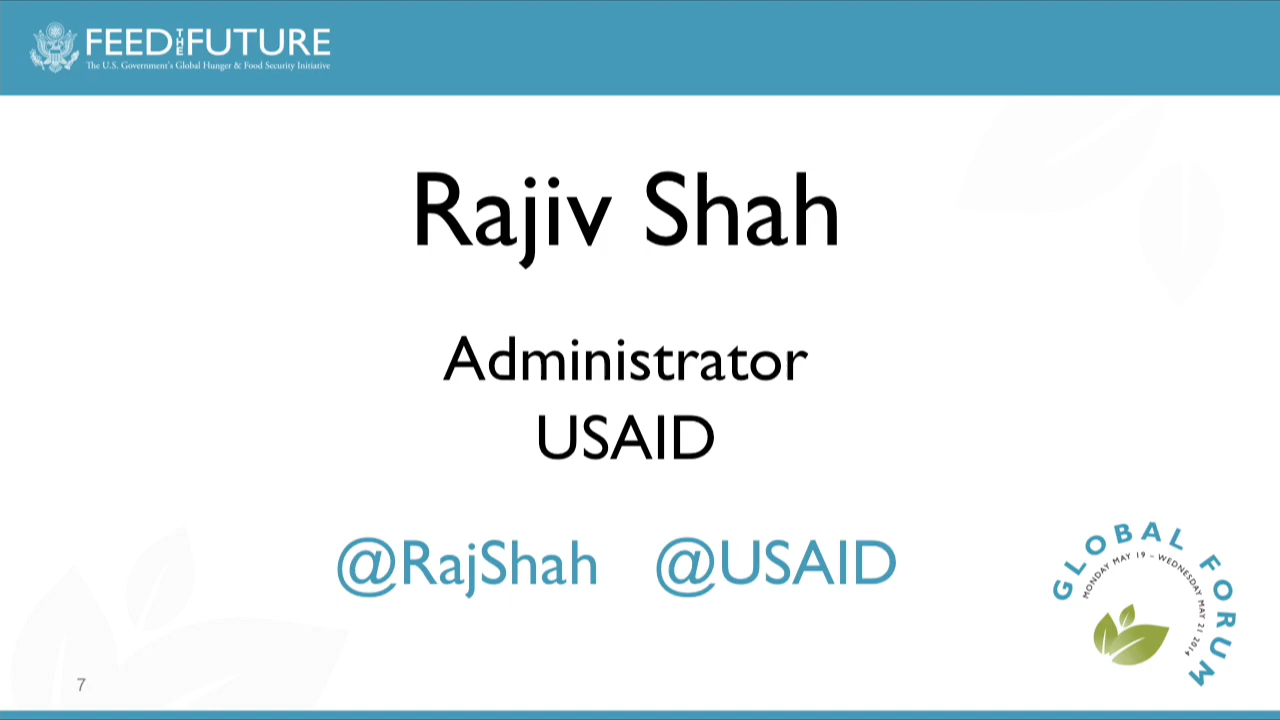 FEED THE FUTURE
The U.S. Government's Global Hunger & Food Security Initiative
Rajiv Shah
Administrator
USAID
@RajShah @USAID
GLOBAL FORUM
MONDAY MAY 19 – WEDNESDAY MAY 21 2014
7